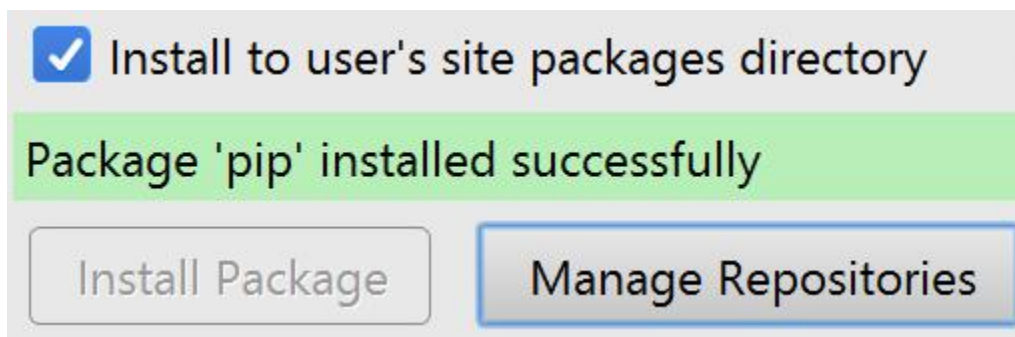 Install to user's site packages directory
Package 'pip' installed successfully
Install Package
Manage Repositories